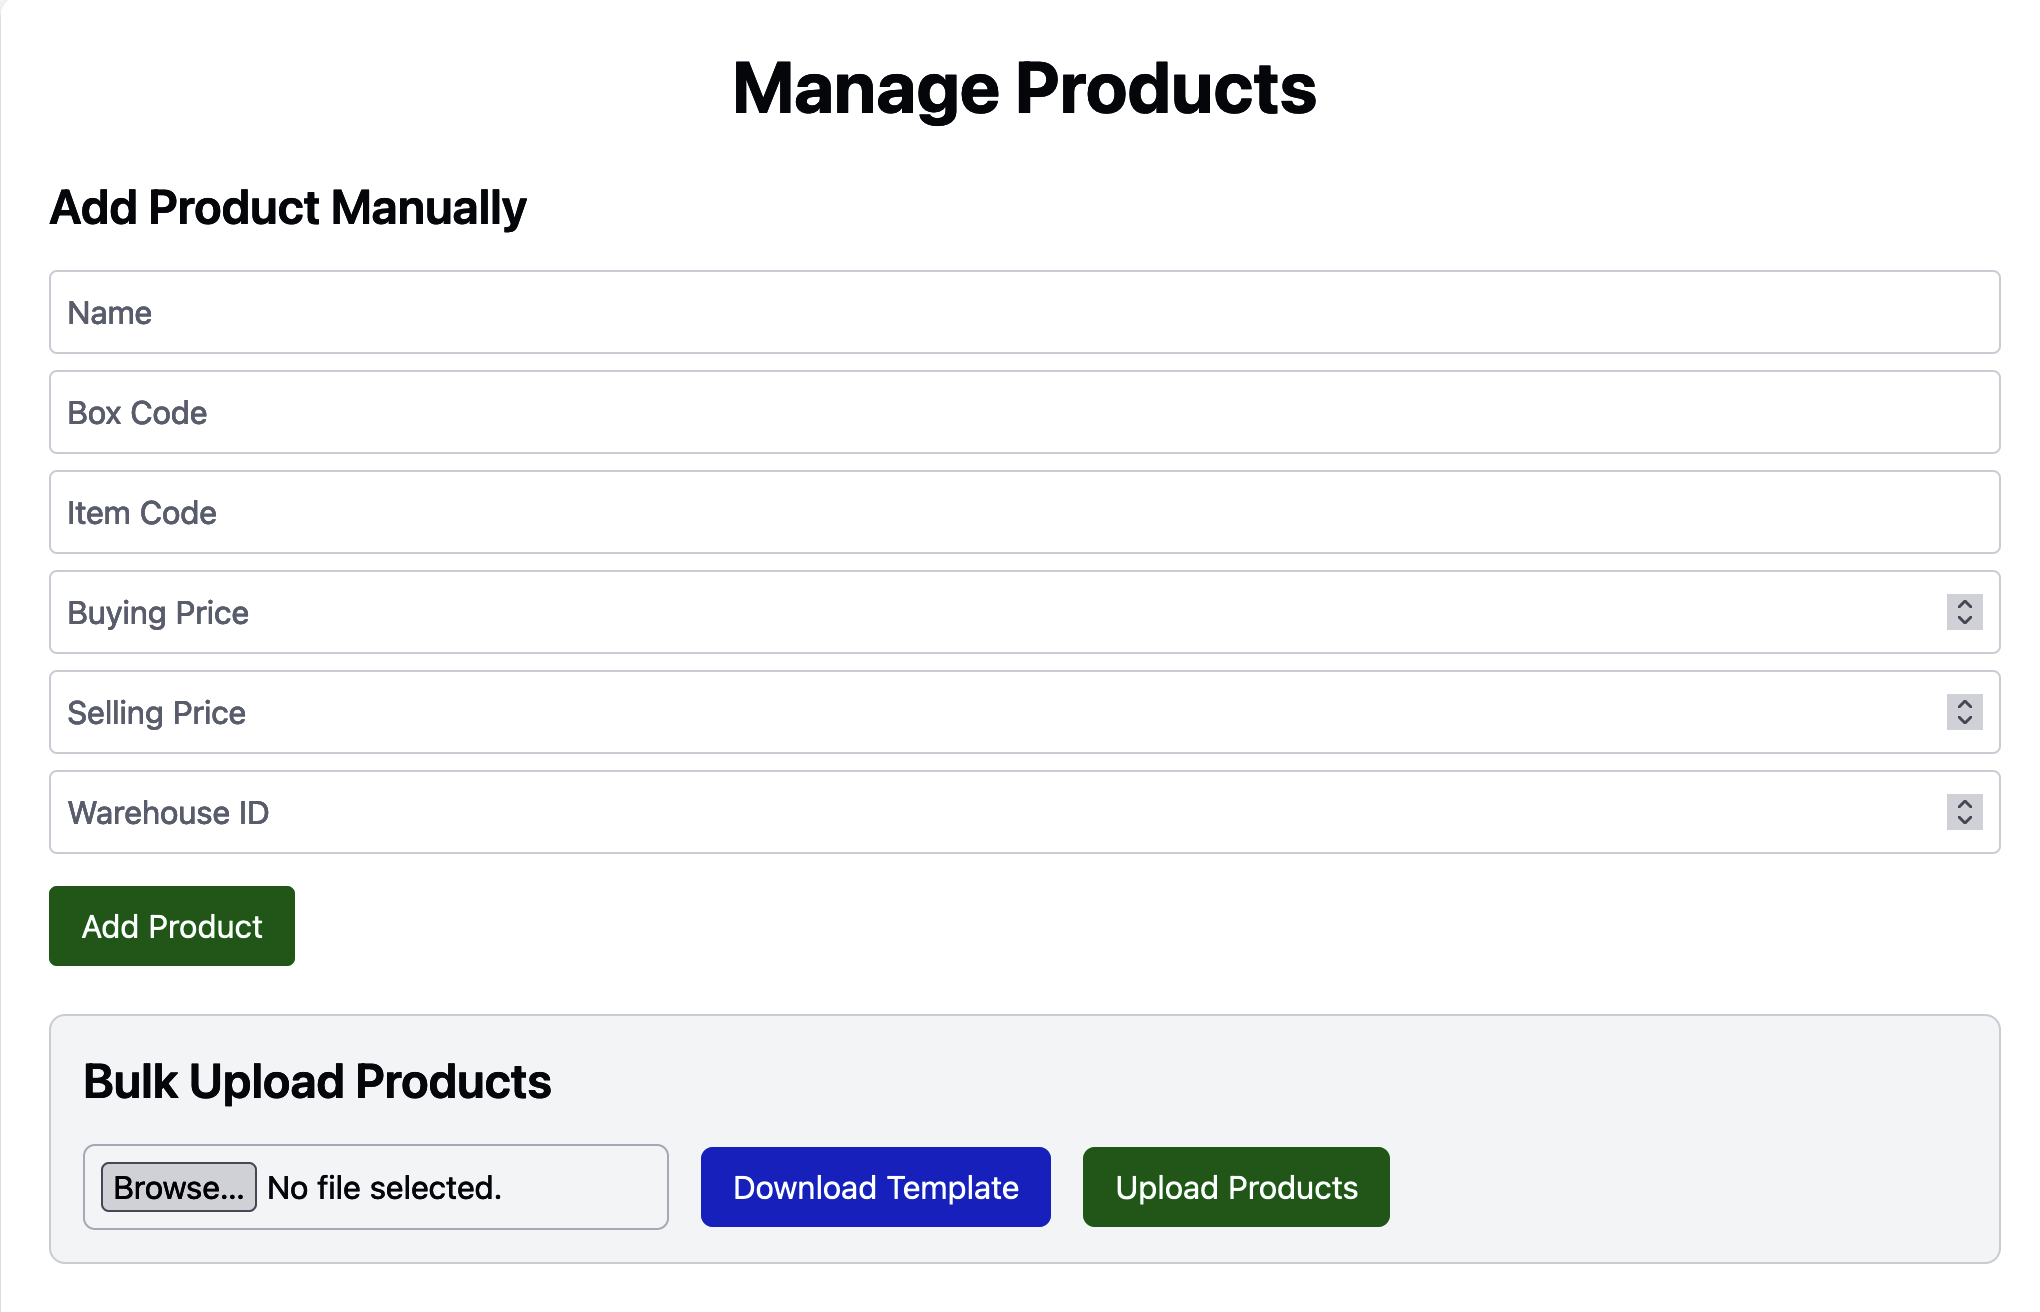 Manage Products
Add Product Manually
Name
Box Code
Item Code
Buying Price
Selling Price
Warehouse ID
Add Product
Bulk Upload Products
Browse... No file selected. Download Template Upload Products